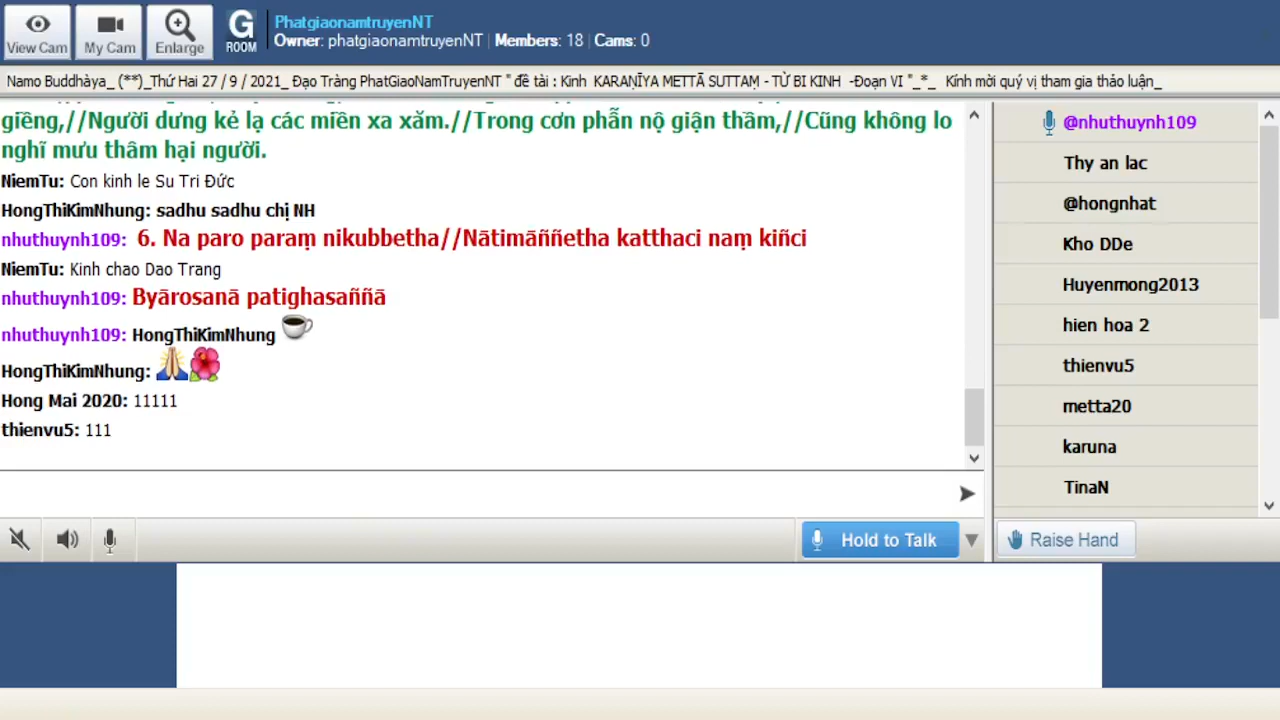 View Cam
My Cam
Enlarge
G
ROOM
PhatgiaonamtruyenNT
Owner: phatgiaonamtruyenNT | Members: 18 | Cams: 0
Namo Buddhàya_ (**)_Thứ Hai 27 / 9 / 2021_ Đạo Tràng PhatGiaoNamTruyenNT " đề tài : Kinh KARAṆĪYA METTĀ SUTTAṂ - TỪ BI KINH -Đoạn VI "_*_ Kính mời quý vị tham gia thảo luận_
giềng,//Người dưng kẻ lạ các miền xa xăm.//Trong cơn phẫn nộ giận thầm,//Cũng không lo
nghĩ mưu thâm hại người.
NiemTu: Con kinh le Su Tri Đức
HongThiKimNhung: sadhu sadhu chị NH
nhuthuynh109: 6. Na paro paraṃ nikubbetha//Nātimāññetha katthaci naṃ kiñci
NiemTu: Kinh chao Dao Trang
nhuthuynh109: Byārosanā patighasaññā
nhuthuynh109: HongThiKimNhung
HongThiKimNhung:
Hong Mai 2020: 11111
thienvu5: 111
@nhuthuynh109
Thy an lac
@hongnhat
Kho DDe
Huyenmong2013
hien hoa 2
thienvu5
metta20
karuna
TinaN
Hold to Talk
Raise Hand